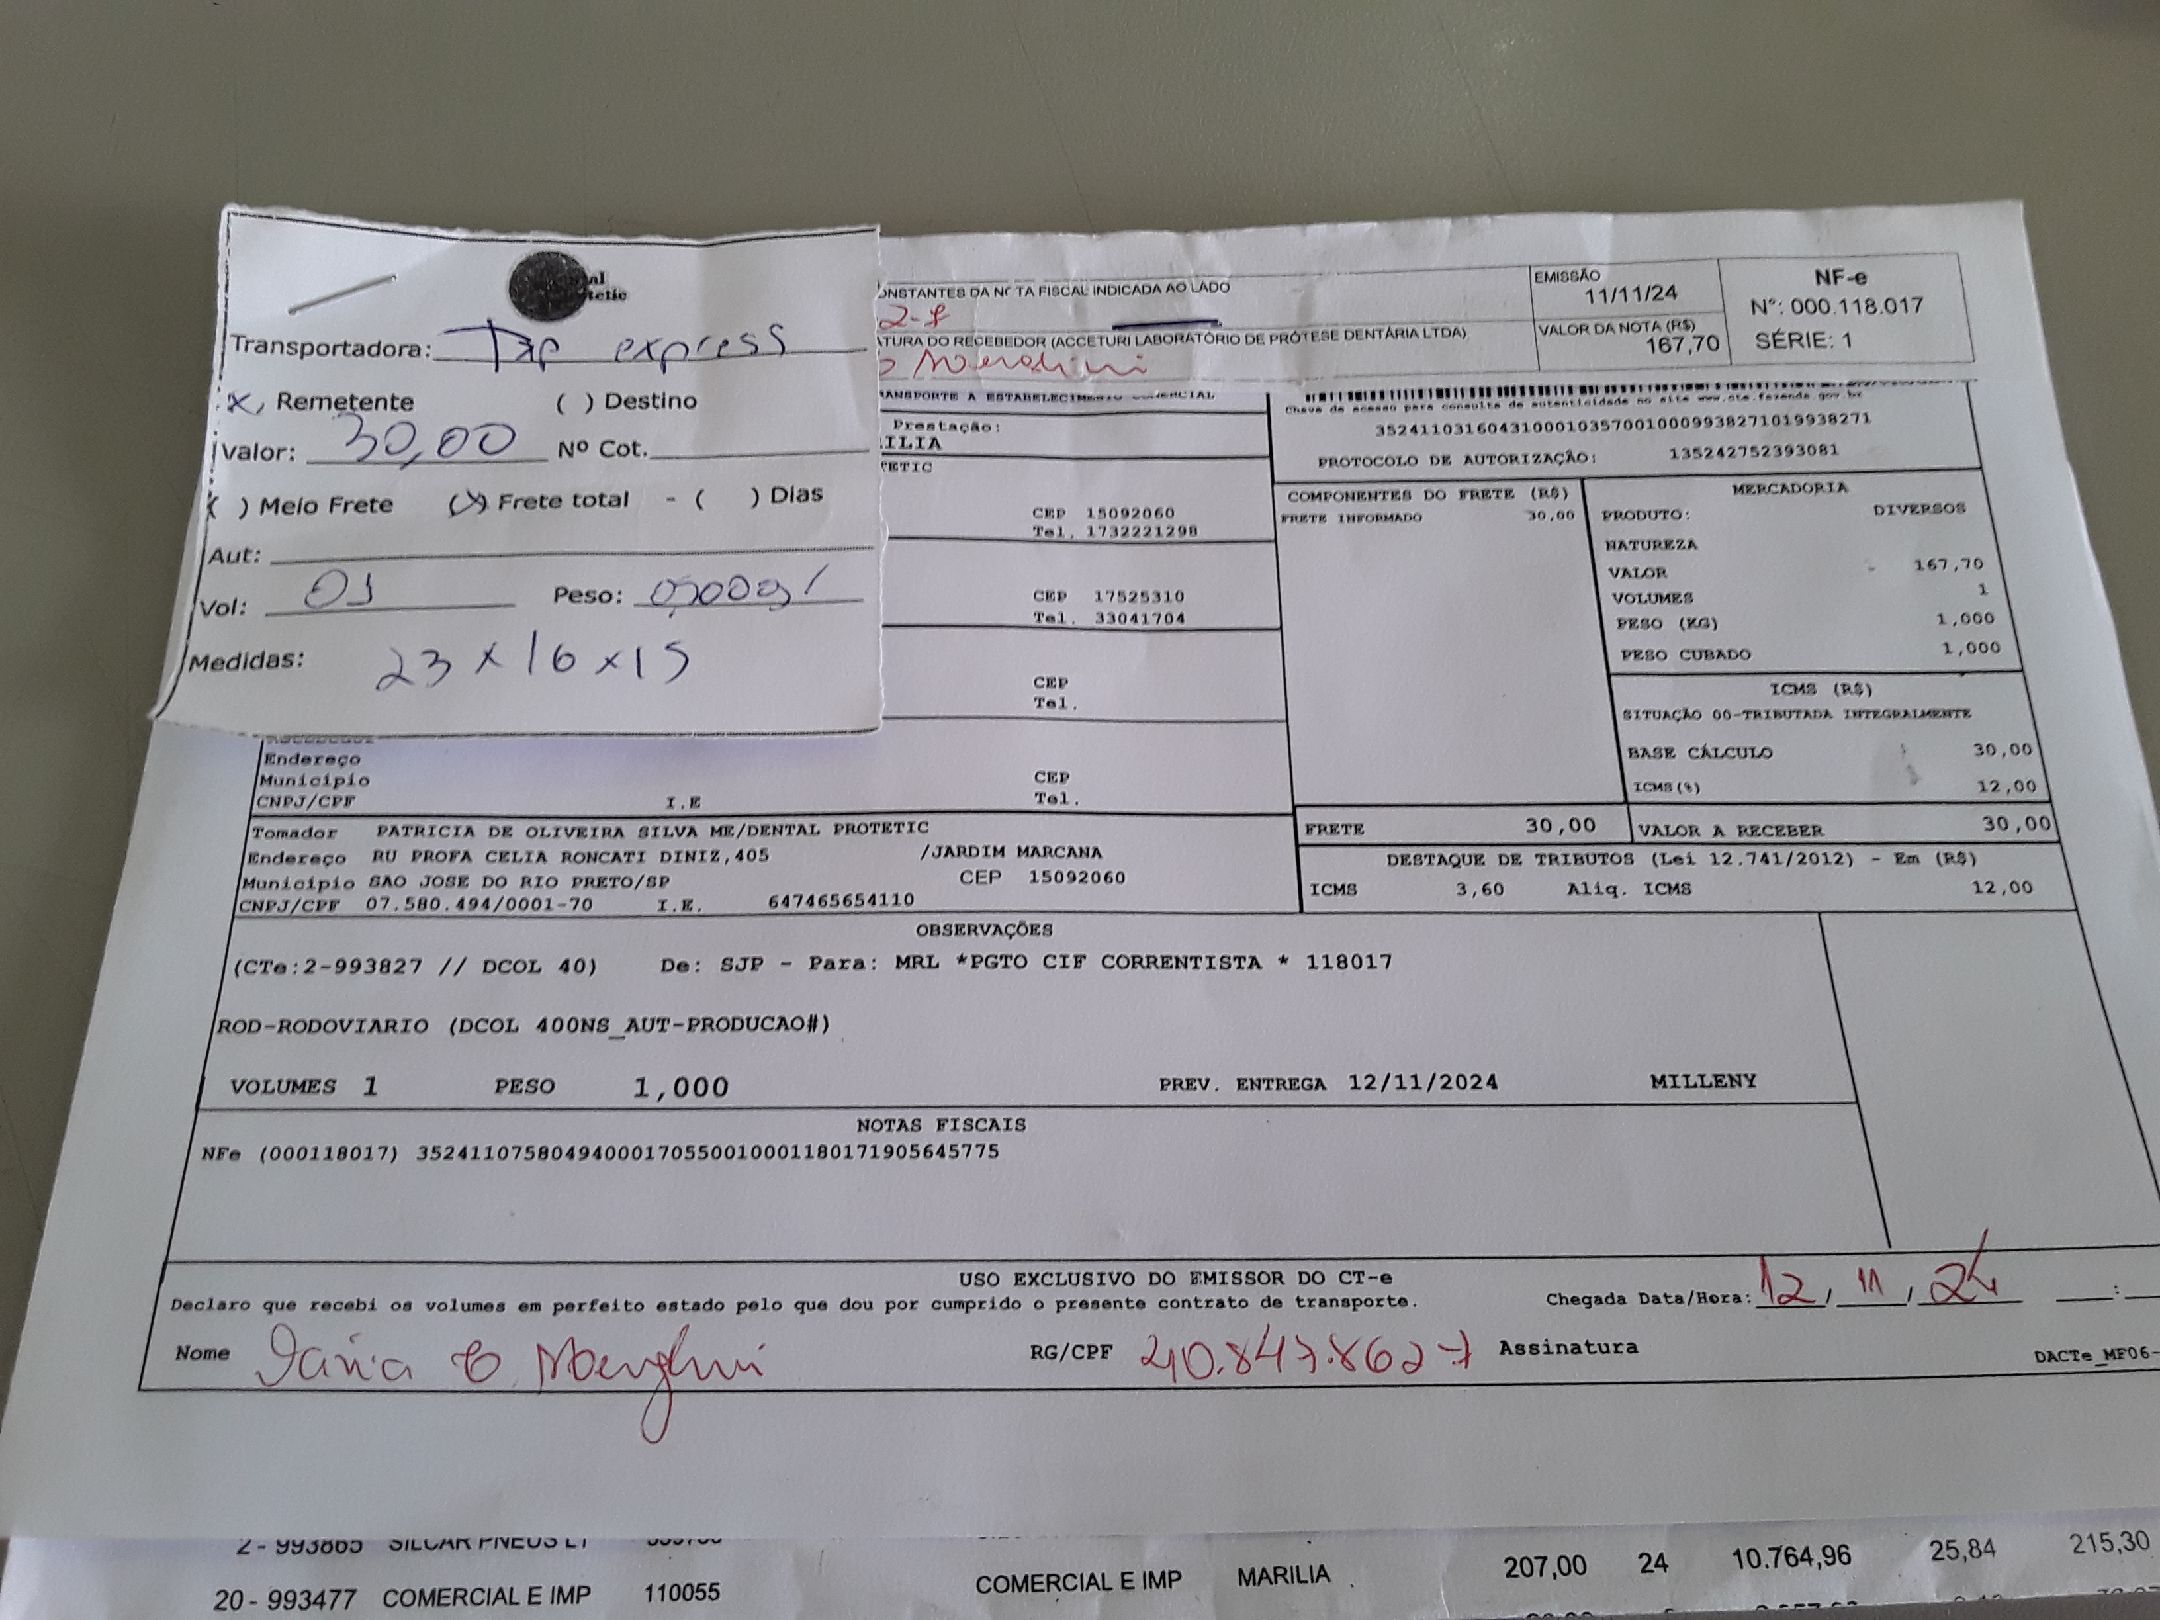 Transportadora: express
x, Remetente ( ) Destino
Valor: 30,00 Nº Cot.
( ) Meio Frete (x) Frete total - ( ) Dias
Aut:
Vol: 01 Peso:
Medidas: 23 x 16 x 15
ONSTANTES DA NOTA FISCAL INDICADA AO LADO
2-7
ATURA DO RECEBEDOR (ACCETURI LABORATÓRIO DE PRÓTESE DENTÁRIA LTDA)
EMISSÃO
11/11/24
VALOR DA NOTA (R$)
167,70
NF-e
Nº: 000.118.017
SÉRIE: 1
ANSPORTE A ESTABELECIMENTO COMERCIAL
Prestação:
ILIA
TETIC
CEP 15092060
Tel. 1732221298
CEP 17525310
Tel. 33041704
CEP
Tel.
Chave de acesso para consulta de autenticidade no site www.cte.fazenda.gov.br
35241103160431000103570010009938271019938271
PROTOCOLO DE AUTORIZAÇÃO: 135242752393081
COMPONENTES DO FRETE (R$)
FRETE INFORMADO 30,00
MERCADORIA
PRODUTO: DIVERSOS
NATUREZA
VALOR 167,70
VOLUMES 1
PESO (KG) 1,000
PESO CUBADO 1,000
ICMS (R$)
SITUAÇÃO 00-TRIBUTADA INTEGRALMENTE
BASE CÁLCULO 30,00
ICMS(%) 12,00
Endereço
Município CEP
CNPJ/CPF I.E Tel.
FRETE 30,00 VALOR A RECEBER 30,00
Tomador PATRICIA DE OLIVEIRA SILVA ME/DENTAL PROTETIC
Endereço RU PROFA CELIA RONCATI DINIZ,405 /JARDIM MARCANA
Município SAO JOSE DO RIO PRETO/SP CEP 15092060
CNPJ/CPF 07.580.494/0001-70 I.E. 647465654110
DESTAQUE DE TRIBUTOS (Lei 12.741/2012) - Em (R$)
ICMS 3,60 Aliq. ICMS 12,00
OBSERVAÇÕES
(CTe:2-993827 // DCOL 40) De: SJP - Para: MRL *PGTO CIF CORRENTISTA * 118017
ROD-RODOVIARIO (DCOL 400NS_AUT-PRODUCAO#)
VOLUMES 1 PESO 1,000 PREV. ENTREGA 12/11/2024 MILLENY
NOTAS FISCAIS
NFe (000118017) 35241107580494000170550010001180171905645775
USO EXCLUSIVO DO EMISSOR DO CT-e
Declaro que recebi os volumes em perfeito estado pelo que dou por cumprido o presente contrato de transporte.
Chegada Data/Hora: 12/11/24 :
Nome RG/CPF 40.847.862-7 Assinatura
DACTe_MF06-
2- 993865 SILCAR PNEUS LT
207,00 24 10.764,96 25,84 215,30
20- 993477 COMERCIAL E IMP 110055 COMERCIAL E IMP MARILIA